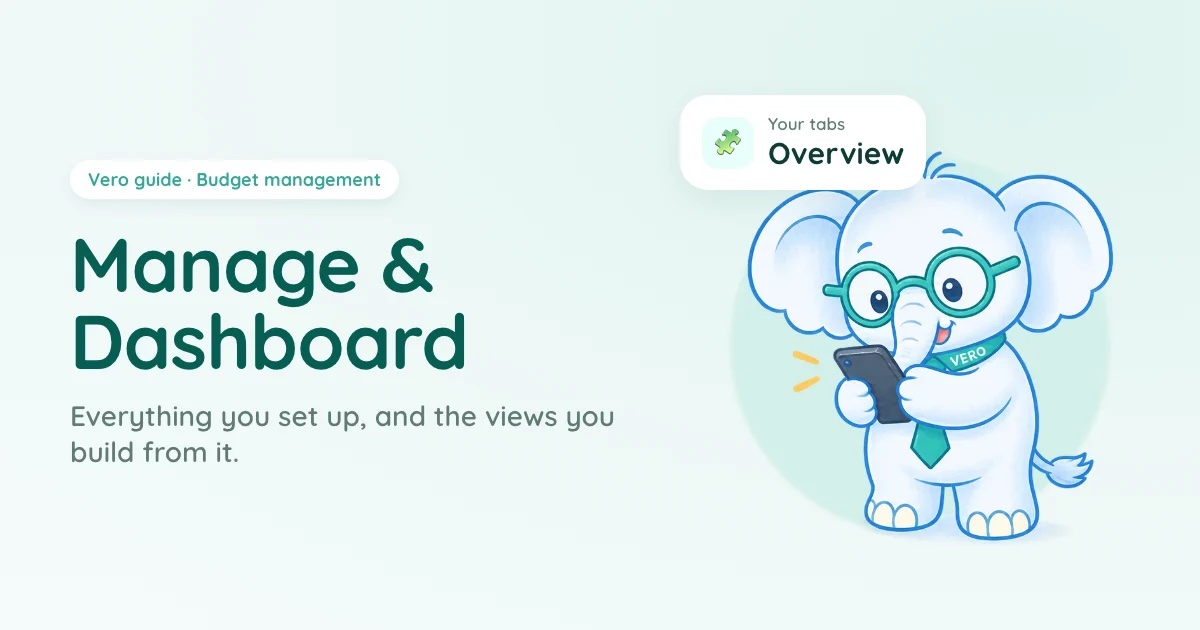 Vero guide · Budget management
Manage &
Dashboard
Everything you set up, and the views you
build from it.
Your tabs
Overview
VERO